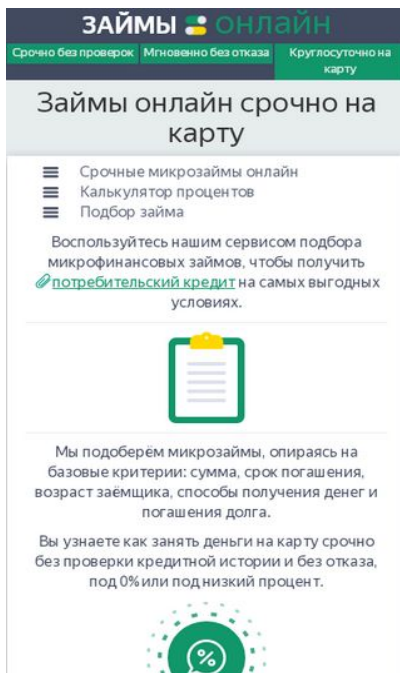 ЗАЙМЫ ОНЛАЙН
Срочно без проверок
Мгновенно без отказа
Круглосуточно на
карту
Займы онлайн срочно на
карту
Срочные микрозаймы онлайн
Калькулятор процентов
Подбор займа
Воспользуйтесь нашим сервисом подбора
микрофинансовых займов, чтобы получить
потребительский кредит на самых выгодных
условиях.
Мы подоберём микрозаймы, опираясь на
базовые критерии: сумма, срок погашения,
возраст заёмщика, способы получения денег и
погашения долга.
Вы узнаете как занять деньги на карту срочно
без проверки кредитной истории и без отказа,
под 0% или под низкий процент.
%